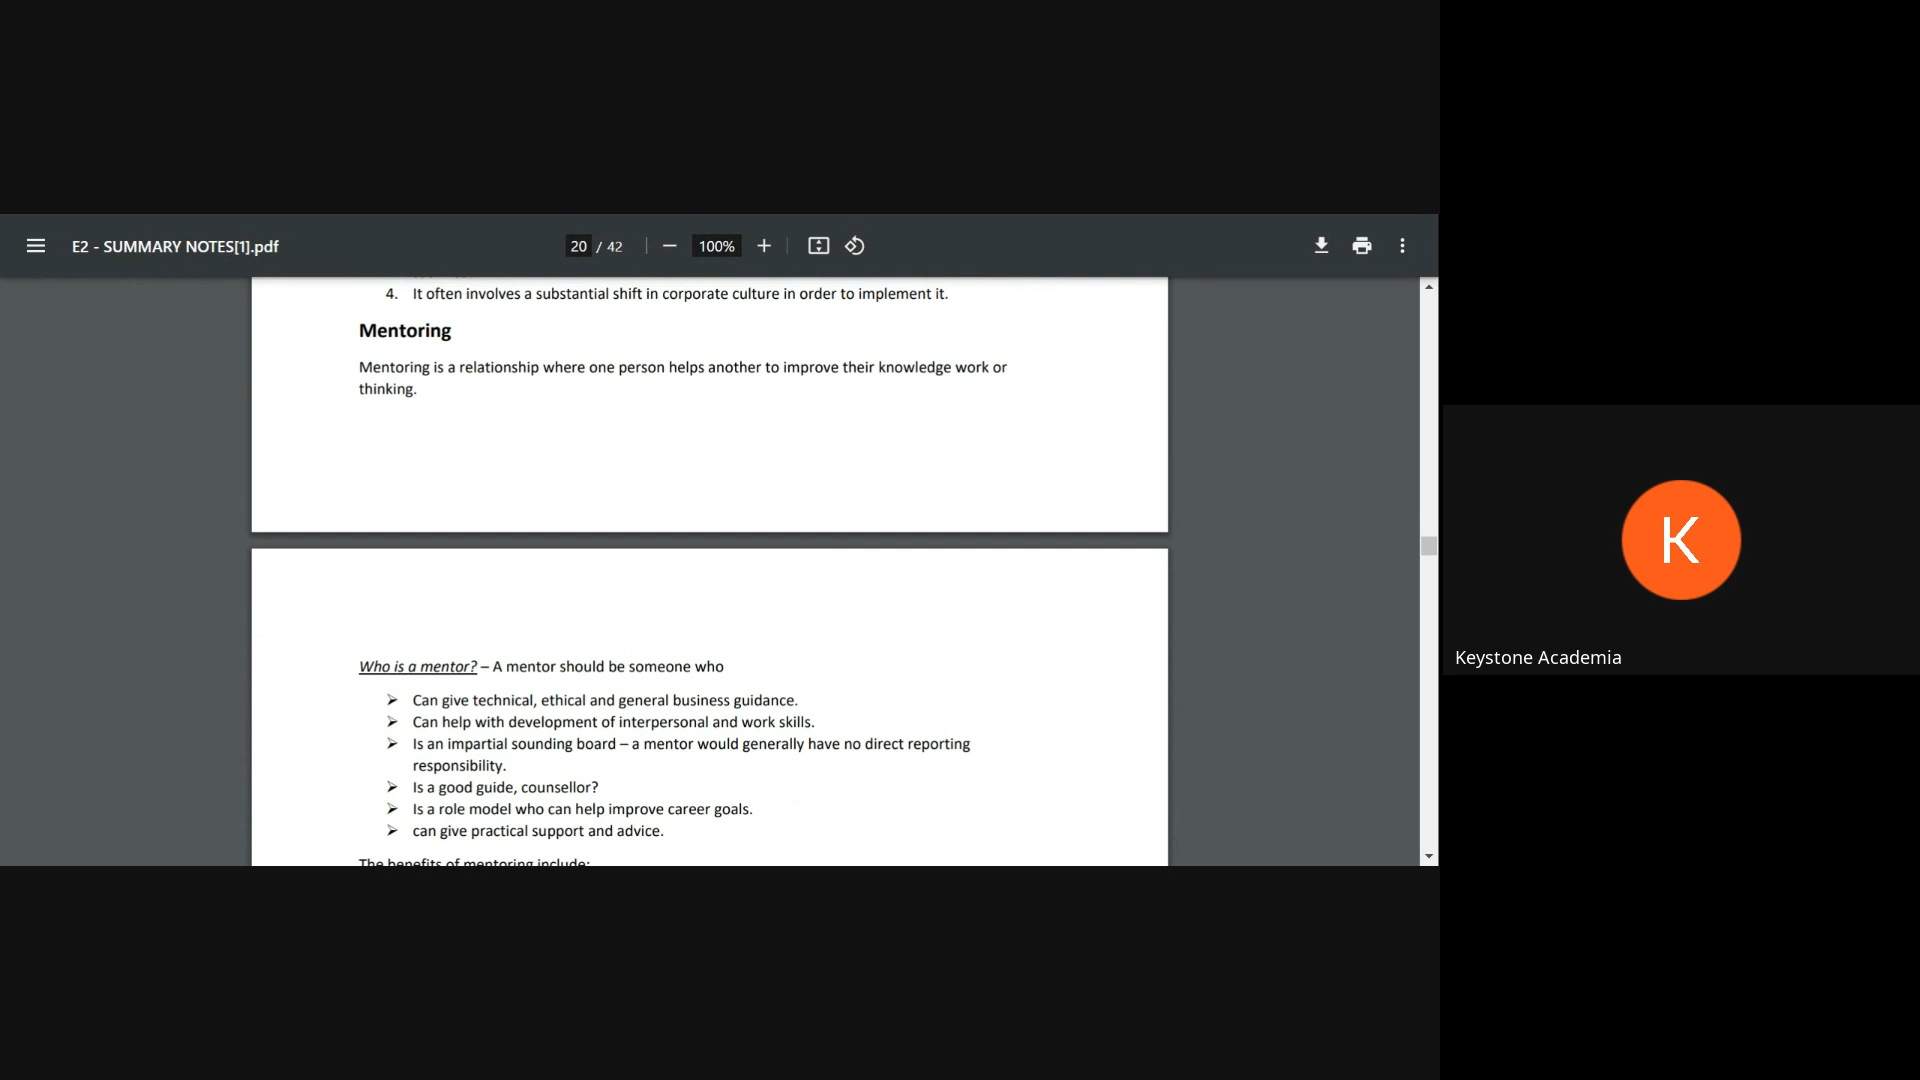 E2 - SUMMARY NOTES[1].pdf
20 / 42
100%
4. It often involves a substantial shift in corporate culture in order to implement it.
Mentoring
Mentoring is a relationship where one person helps another to improve their knowledge work or
thinking.
Who is a mentor? – A mentor should be someone who
➢ Can give technical, ethical and general business guidance.
➢ Can help with development of interpersonal and work skills.
➢ Is an impartial sounding board – a mentor would generally have no direct reporting
responsibility.
➢ Is a good guide, counsellor?
➢ Is a role model who can help improve career goals.
➢ can give practical support and advice.
The benefits of mentoring include:
K
Keystone Academia